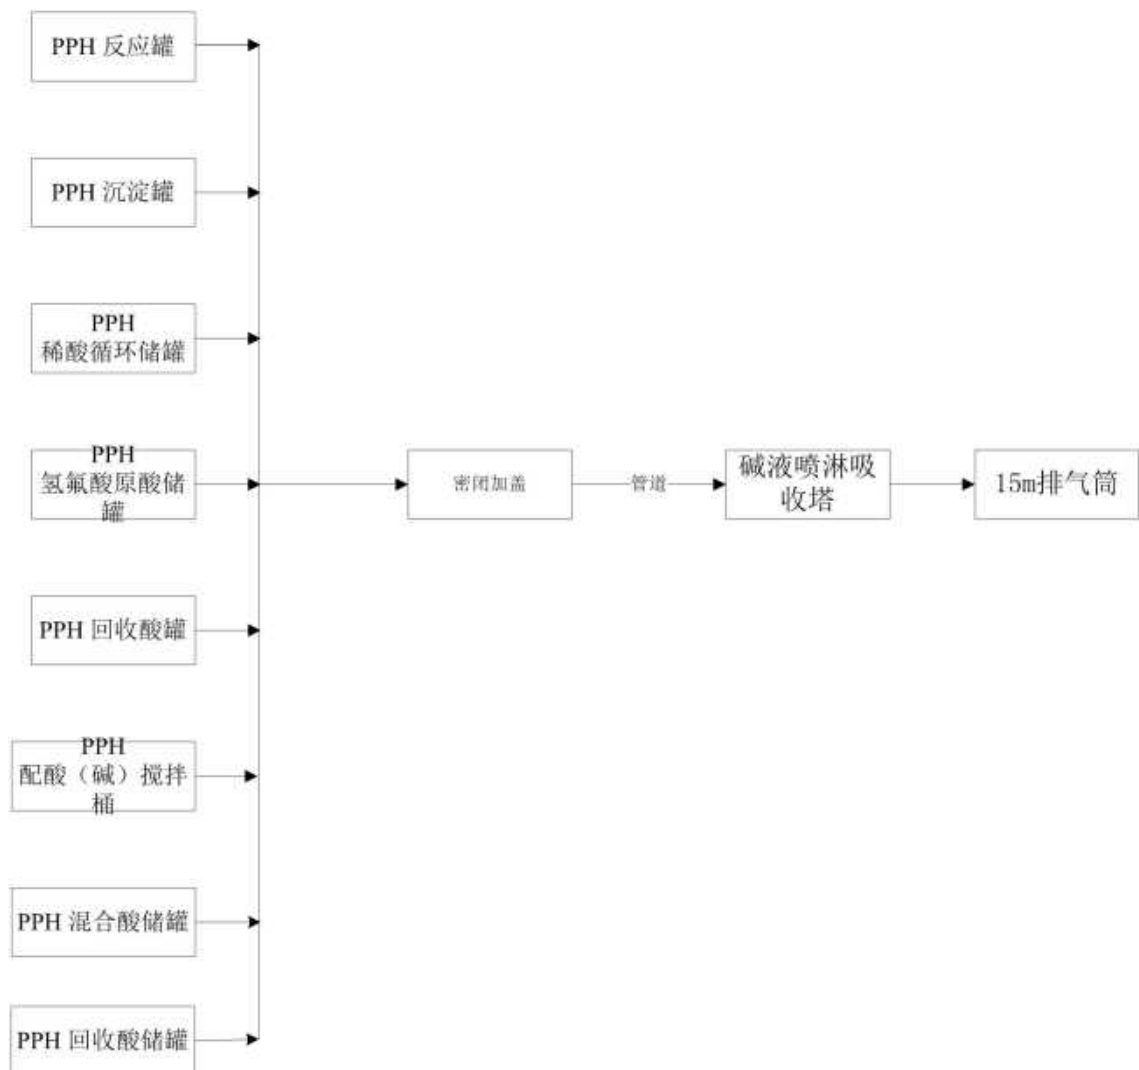 PPH 反应罐
PPH 沉淀罐
PPH
稀酸循环储罐
PPH
氢氟酸原酸储
罐
密闭加盖
管道
碱液喷淋吸
收塔
15m排气筒
PPH 回收酸罐
PPH
配酸（碱）搅拌
桶
PPH 混合酸储罐
PPH 回收酸储罐